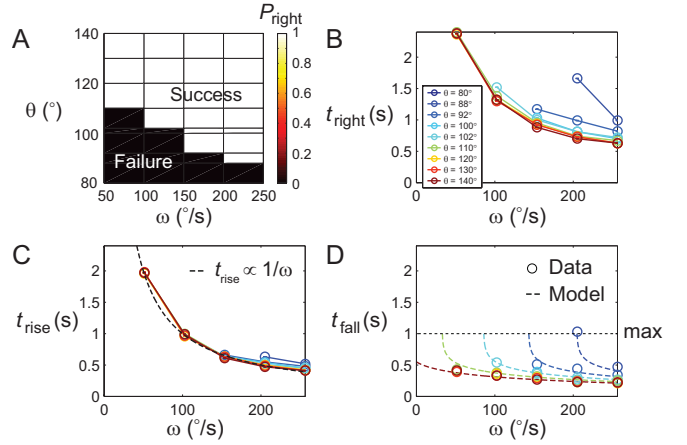 A
P_right
140
120
100
80
θ (°)
Success
Failure
50 100 150 200 250
ω (°/s)
1
0.8
0.6
0.4
0.2
0
B
2
1.5
1
0.5
0
t_right (s)
θ = 80°
θ = 88°
θ = 92°
θ = 100°
θ = 102°
θ = 110°
θ = 120°
θ = 130°
θ = 140°
0 100 200
ω (°/s)
C
2
1.5
1
0.5
0
t_rise (s)
t_rise ∝ 1/ω
0 100 200
ω (°/s)
D
2
1.5
1
0.5
0
t_fall (s)
Data
Model
max
0 100 200
ω (°/s)